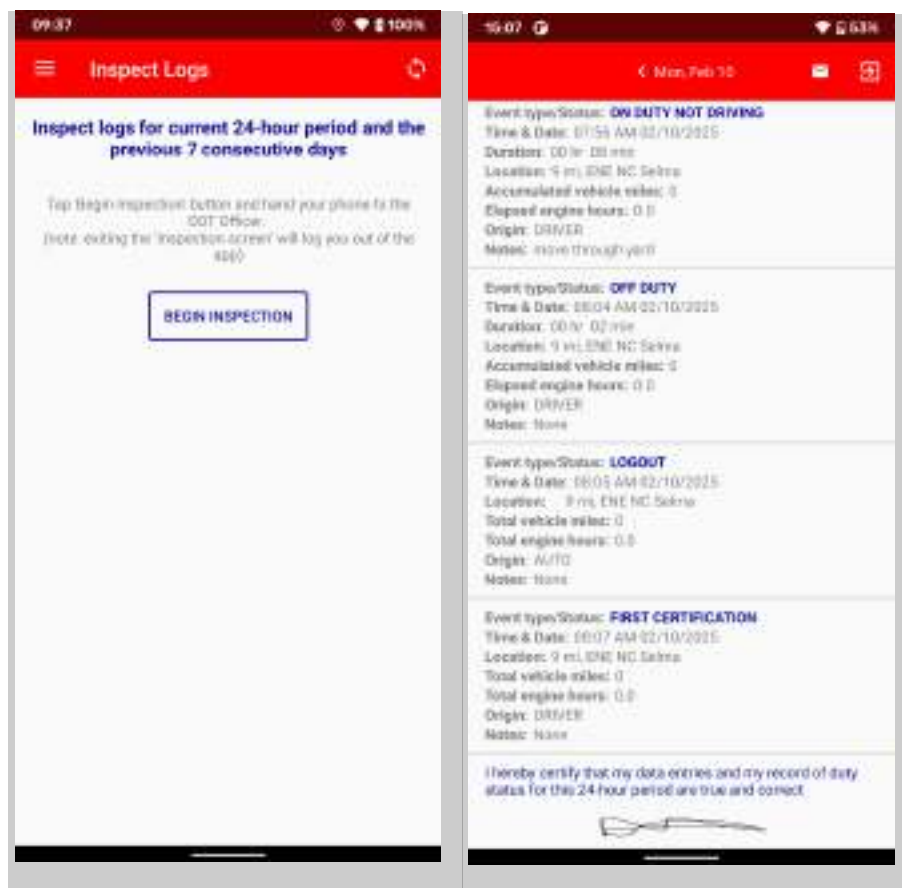 09:37
100%
Inspect Logs
Inspect logs for current 24-hour period and the
previous 7 consecutive days
Tap Begin Inspection button and hand your phone to the
DOT Officer.
(note: exiting the 'inspection screen' will log you out of the
app)
BEGIN INSPECTION
15:07
53%
Mon, Feb 10
Event type/Status: ON DUTY NOT DRIVING
Time & Date: 07:56 AM 02/10/2025
Duration: 00 hr 08 min
Location: 9 mi, ENE NC Selma
Accumulated vehicle miles: 0
Elapsed engine hours: 0.0
Origin: DRIVER
Notes: move through yard
Event type/Status: OFF DUTY
Time & Date: 08:04 AM 02/10/2025
Duration: 00 hr 02 min
Location: 9 mi, ENE NC Selma
Accumulated vehicle miles: 0
Elapsed engine hours: 0.0
Origin: DRIVER
Notes: None
Event type/Status: LOGOUT
Time & Date: 08:05 AM 02/10/2025
Location: 9 mi, ENE NC Selma
Total vehicle miles: 0
Total engine hours: 0.0
Origin: AUTO
Notes: None
Event type/Status: FIRST CERTIFICATION
Time & Date: 08:07 AM 02/10/2025
Location: 9 mi, ENE NC Selma
Total vehicle miles: 0
Total engine hours: 0.0
Origin: DRIVER
Notes: None
I hereby certify that my data entries and my record of duty
status for this 24-hour period are true and correct